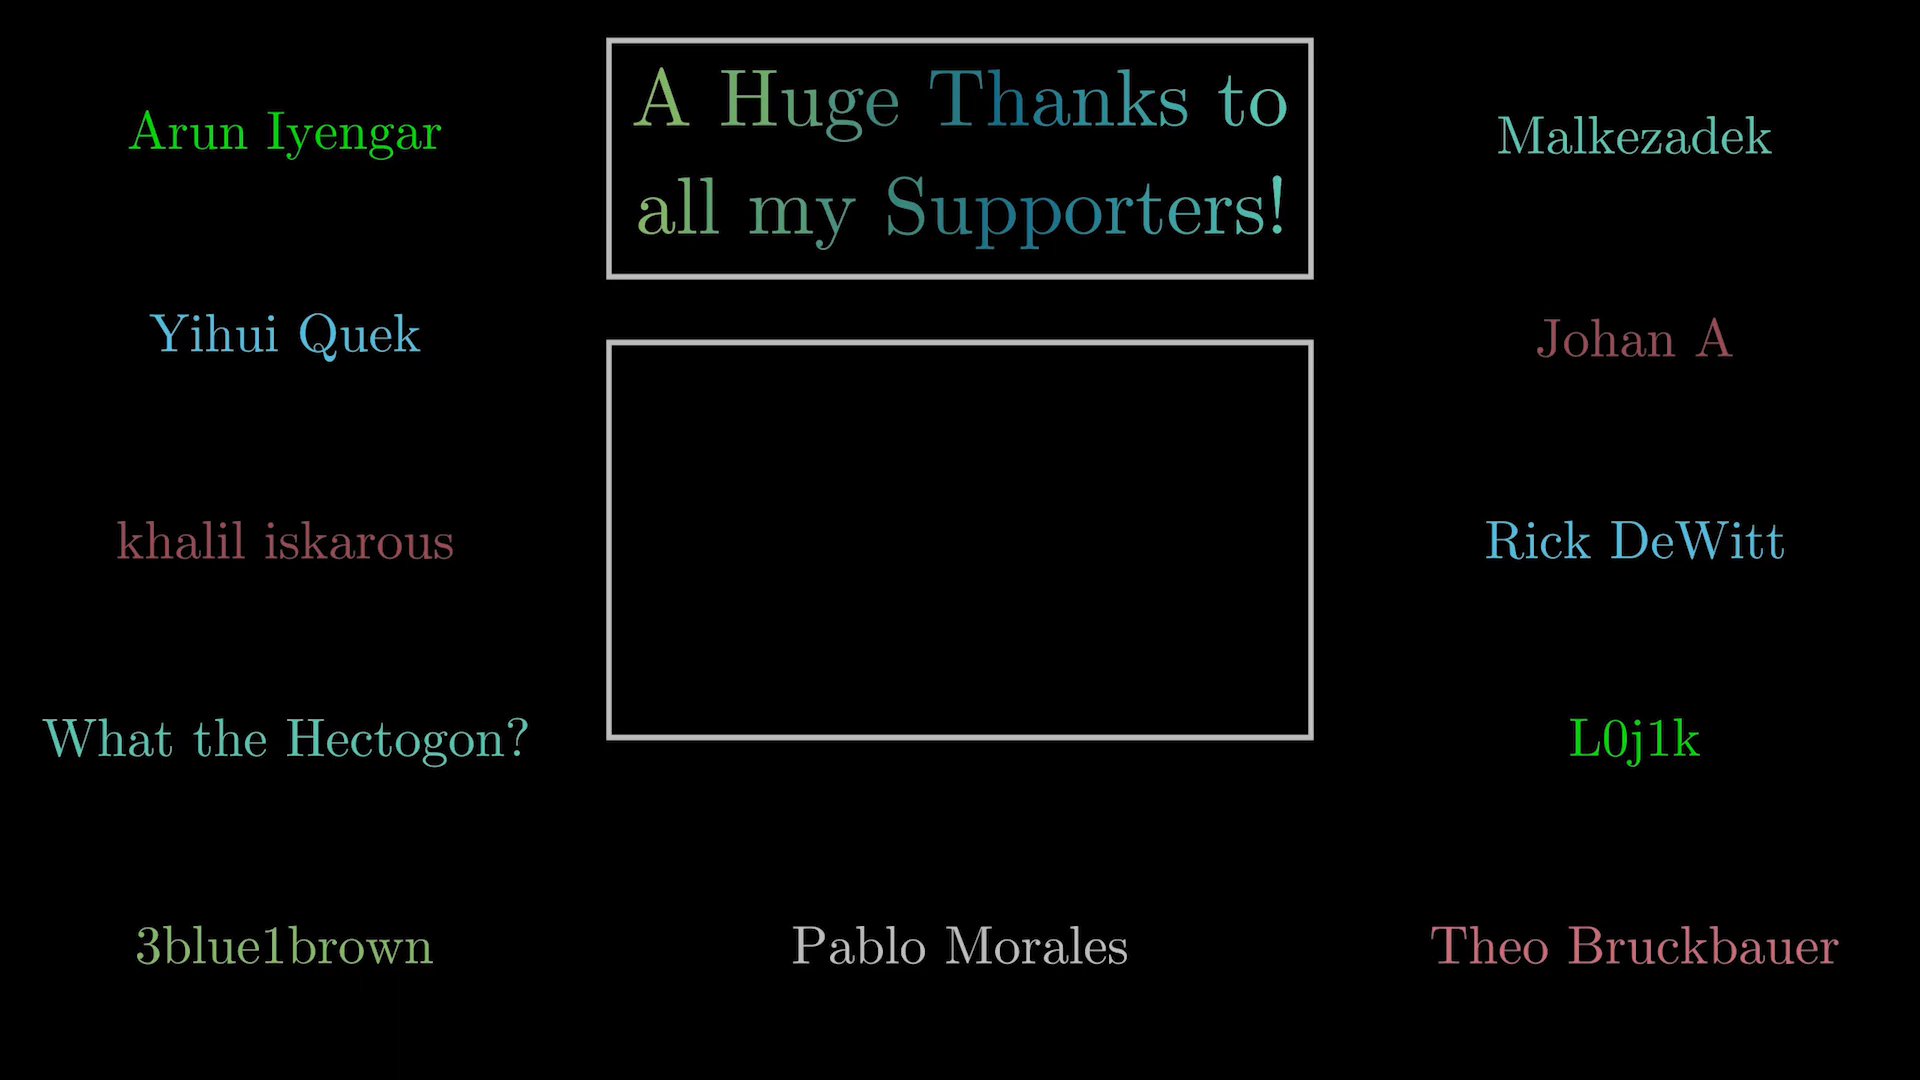 A Huge Thanks to
all my Supporters!
Arun Iyengar
Malkezadek
Yihui Quek
Johan A
khalil iskarous
Rick DeWitt
What the Hectogon?
L0j1k
3blue1brown
Pablo Morales
Theo Bruckbauer